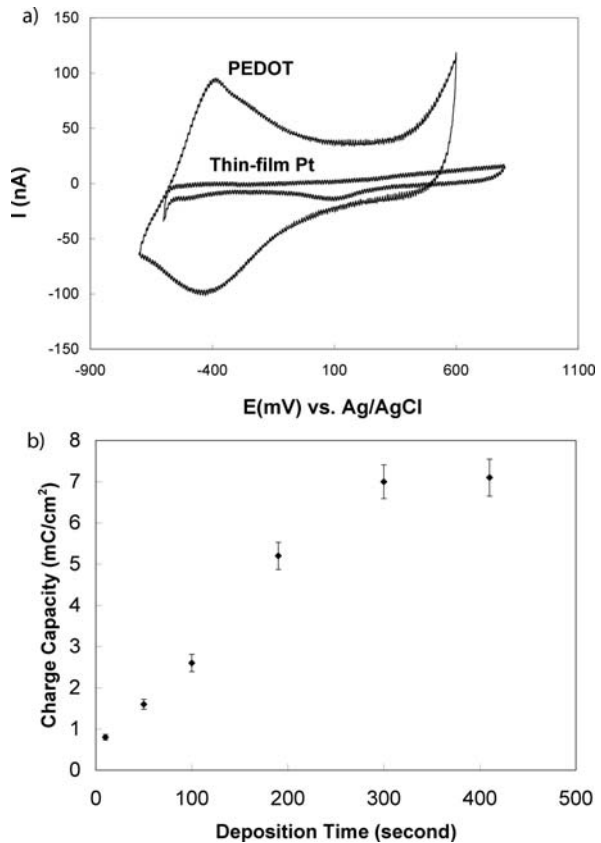 a)
150
100
50
0
-50
-100
-150
I (nA)
PEDOT
Thin-film Pt
-900 -400 100 600 1100
E(mV) vs. Ag/AgCl
b)
8
7
6
5
4
3
2
1
0
Charge Capacity (mC/cm²)
0 100 200 300 400 500
Deposition Time (second)